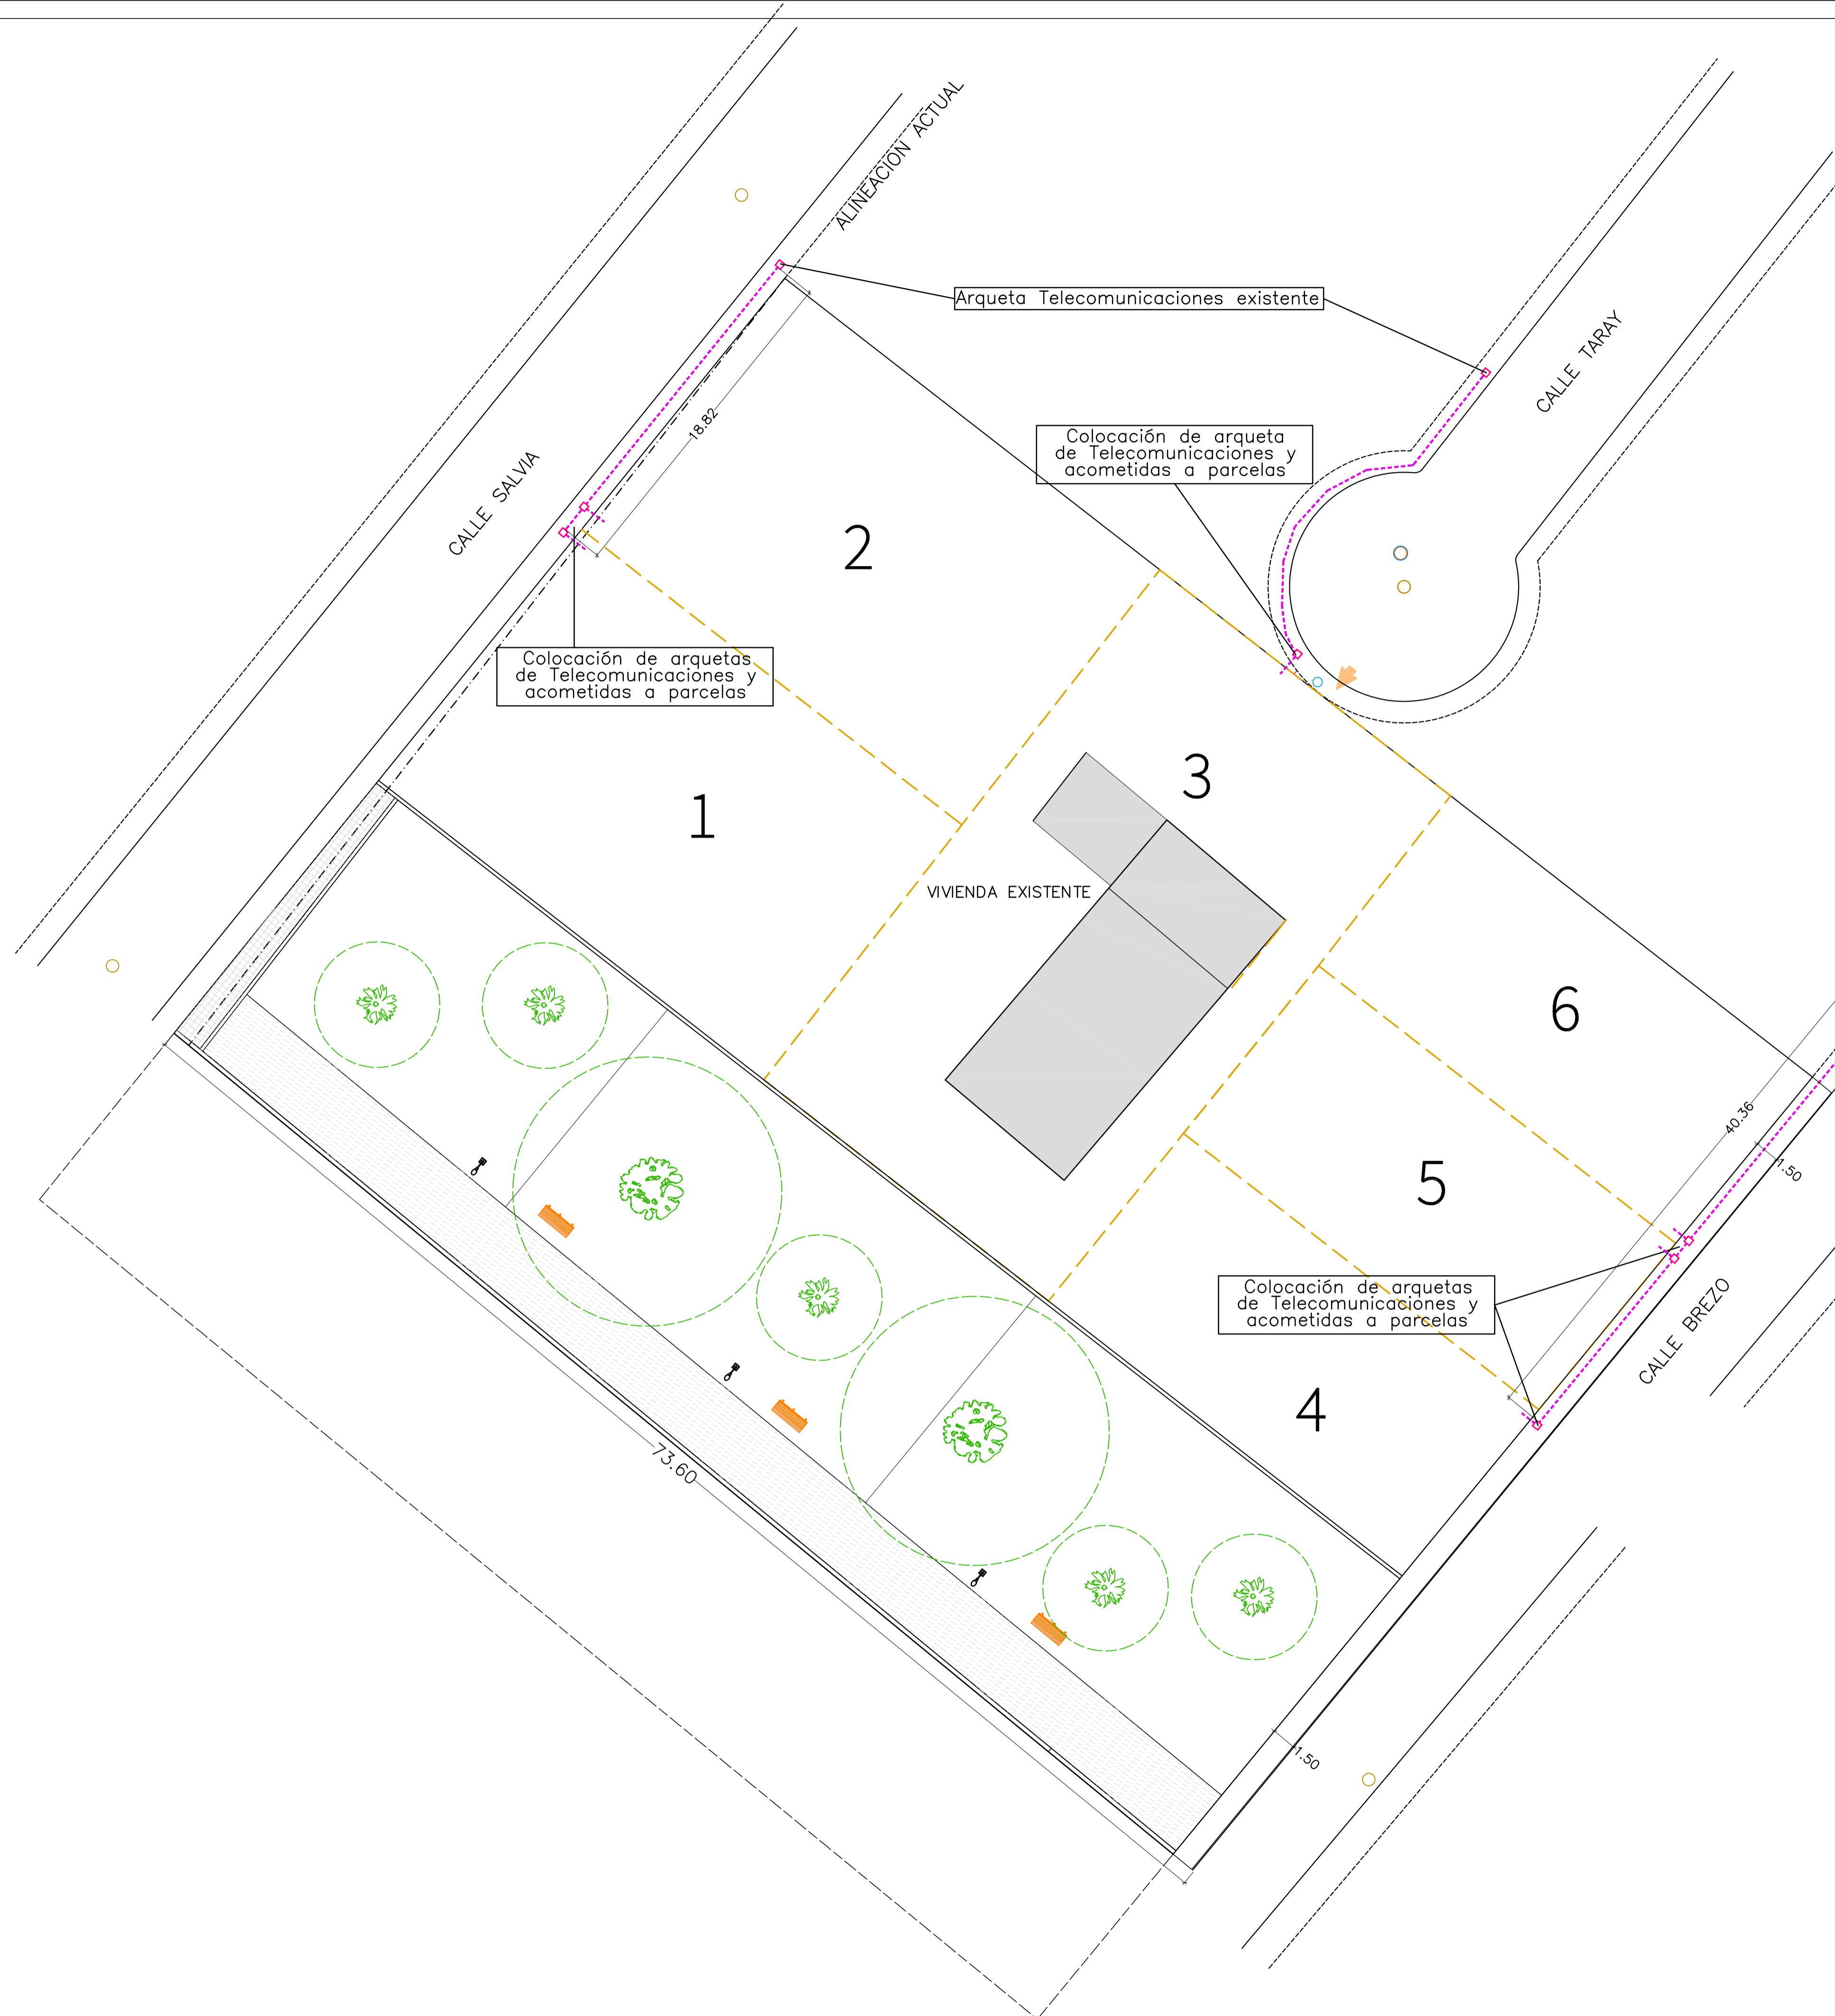 ALINEACION ACTUAL
Arqueta Telecomunicaciones existente
CALLE TARAY
18.82
Colocación de arqueta
de Telecomunicaciones y
acometidas a parcelas
CALLE SALVIA
2
Colocación de arquetas
de Telecomunicaciones y
acometidas a parcelas
3
1
VIVIENDA EXISTENTE
6
40.36
1.50
5
Colocación de arquetas
de Telecomunicaciones y
acometidas a parcelas
CALLE BREZO
4
73.60
1.50